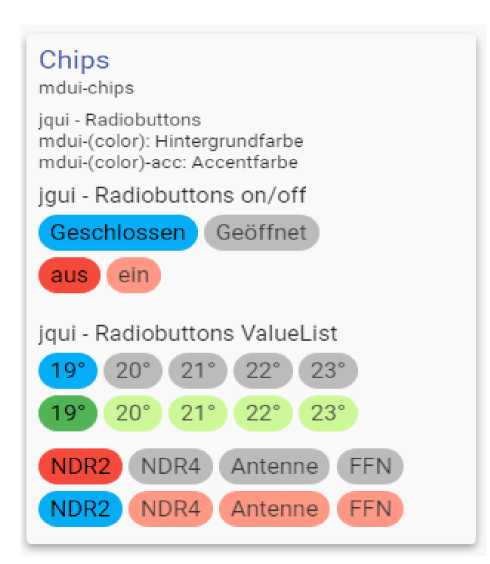 Chips
mdui-chips
jqui - Radiobuttons
mdui-(color): Hintergrundfarbe
mdui-(color)-acc: Accentfarbe
jgui - Radiobuttons on/off
Geschlossen Geöffnet
aus ein
jqui - Radiobuttons ValueList
19° 20° 21° 22° 23°
19° 20° 21° 22° 23°
NDR2 NDR4 Antenne FFN
NDR2 NDR4 Antenne FFN